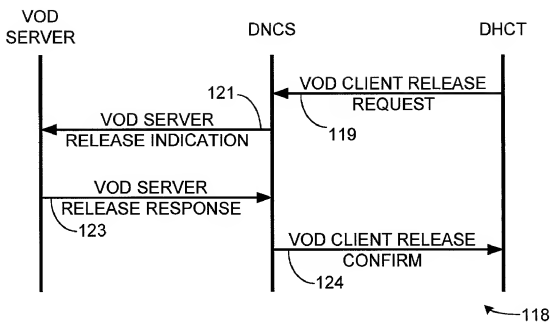 VOD
SERVER
DNCS
DHCT
VOD CLIENT RELEASE
REQUEST
119
121
VOD SERVER
RELEASE INDICATION
VOD SERVER
RELEASE RESPONSE
123
VOD CLIENT RELEASE
CONFIRM
124
118